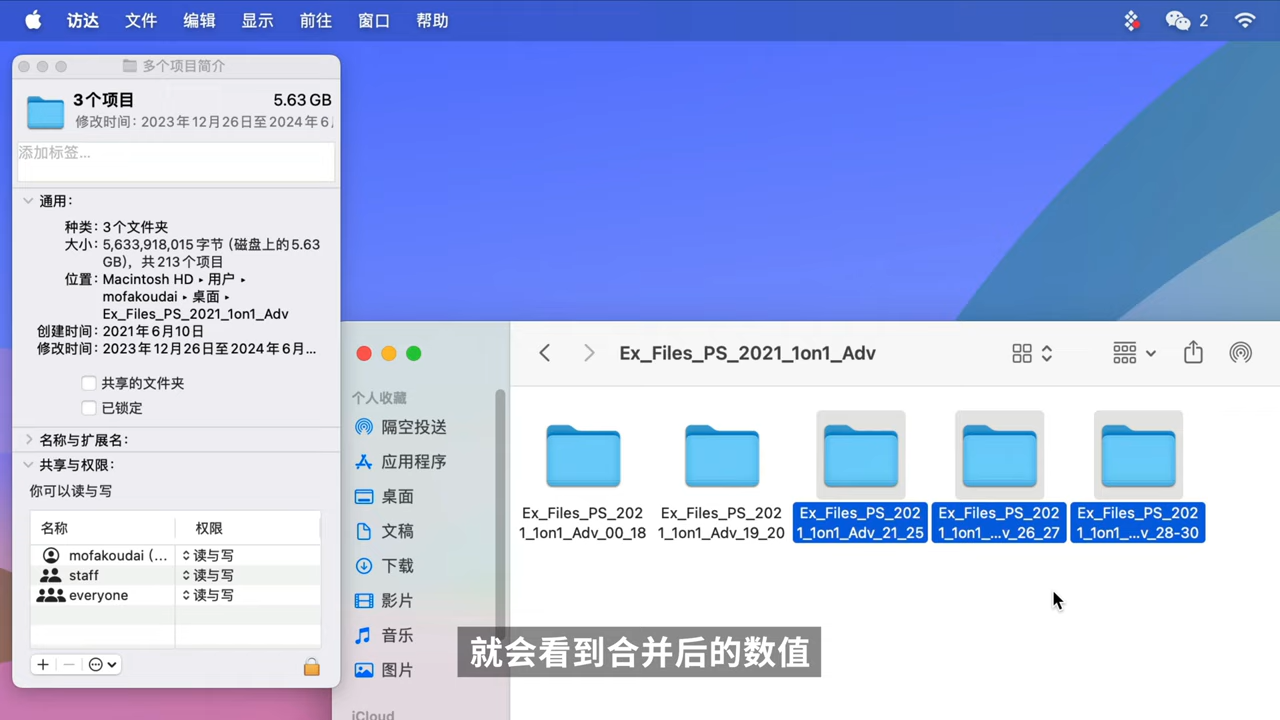 访达 文件 编辑 显示 前往 窗口 帮助 2
多个项目简介
3个项目 5.63 GB
修改时间：2023年12月26日至2024年6
添加标签...
通用：
种类：3个文件夹
大小：5,633,918,015 字节（磁盘上的5.63
GB），共213个项目
位置：Macintosh HD ▸ 用户 ▸
mofakoudai ▸ 桌面 ▸
Ex_Files_PS_2021_1on1_Adv
创建时间：2021年6月10日
修改时间：2023年12月26日至2024年6月...
共享的文件夹
已锁定
名称与扩展名：
共享与权限：
你可以读与写
名称 权限
mofakoudai (... 读与写
staff 读与写
everyone 读与写
Ex_Files_PS_2021_1on1_Adv
个人收藏
隔空投送
应用程序
桌面
文稿
下载
影片
音乐
图片
iCloud
Ex_Files_PS_202
1_1on1_Adv_00_18
Ex_Files_PS_202
1_1on1_Adv_19_20
Ex_Files_PS_202
1_1on1_Adv_21_25
Ex_Files_PS_202
1_1on1_...v_26_27
Ex_Files_PS_202
1_1on1_...v_28-30
就会看到合并后的数值